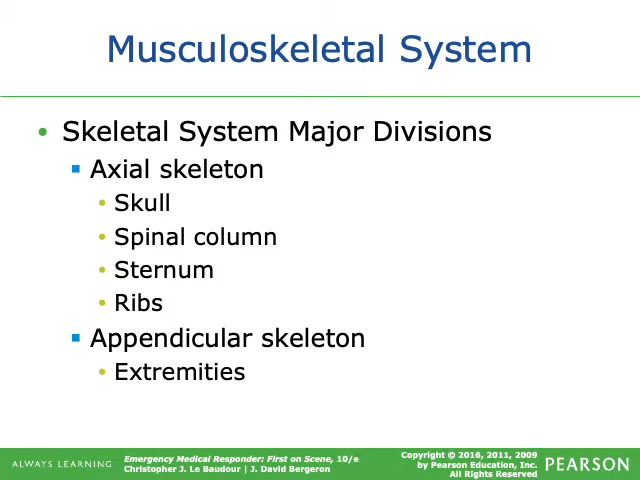 Musculoskeletal System
• Skeletal System Major Divisions
▪ Axial skeleton
• Skull
• Spinal column
• Sternum
• Ribs
▪ Appendicular skeleton
• Extremities
ALWAYS LEARNING
Emergency Medical Responder: First on Scene, 10/e
Christopher J. Le Baudour | J. David Bergeron
Copyright © 2016, 2011, 2009
by Pearson Education, Inc.
All Rights Reserved
PEARSON